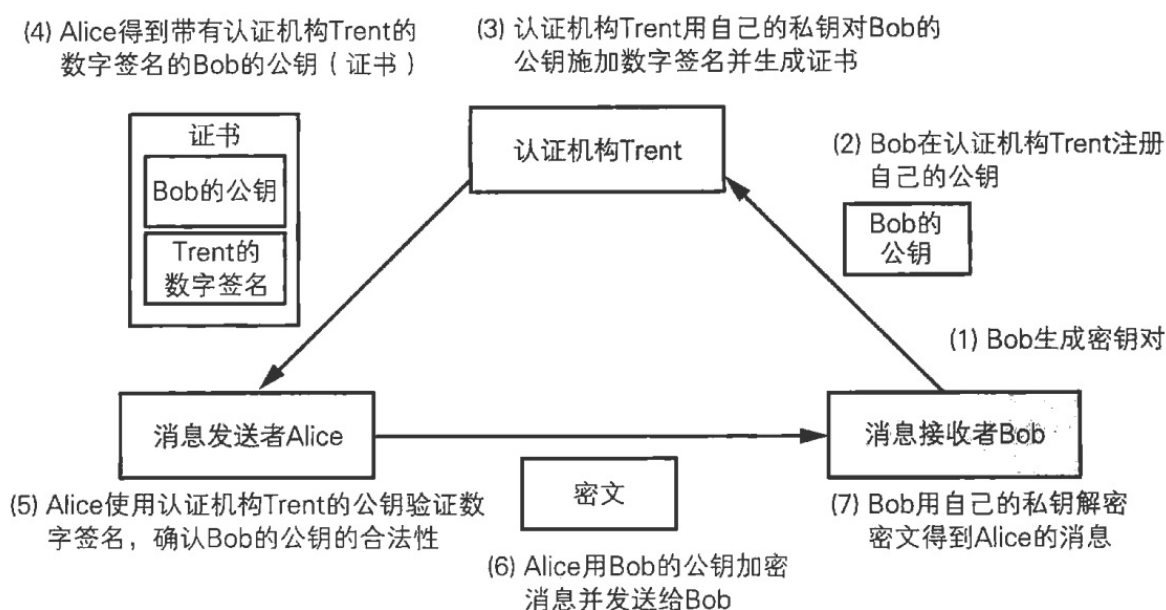 (4) Alice得到带有认证机构Trent的
数字签名的Bob的公钥（证书）
(3) 认证机构Trent用自己的私钥对Bob的
公钥施加数字签名并生成证书
证书
Bob的公钥
Trent的
数字签名
认证机构Trent
(2) Bob在认证机构Trent注册
自己的公钥
Bob的
公钥
(1) Bob生成密钥对
消息发送者Alice
消息接收者Bob
(5) Alice使用认证机构Trent的公钥验证数
字签名，确认Bob的公钥的合法性
密文
(7) Bob用自己的私钥解密
密文得到Alice的消息
(6) Alice用Bob的公钥加密
消息并发送给Bob